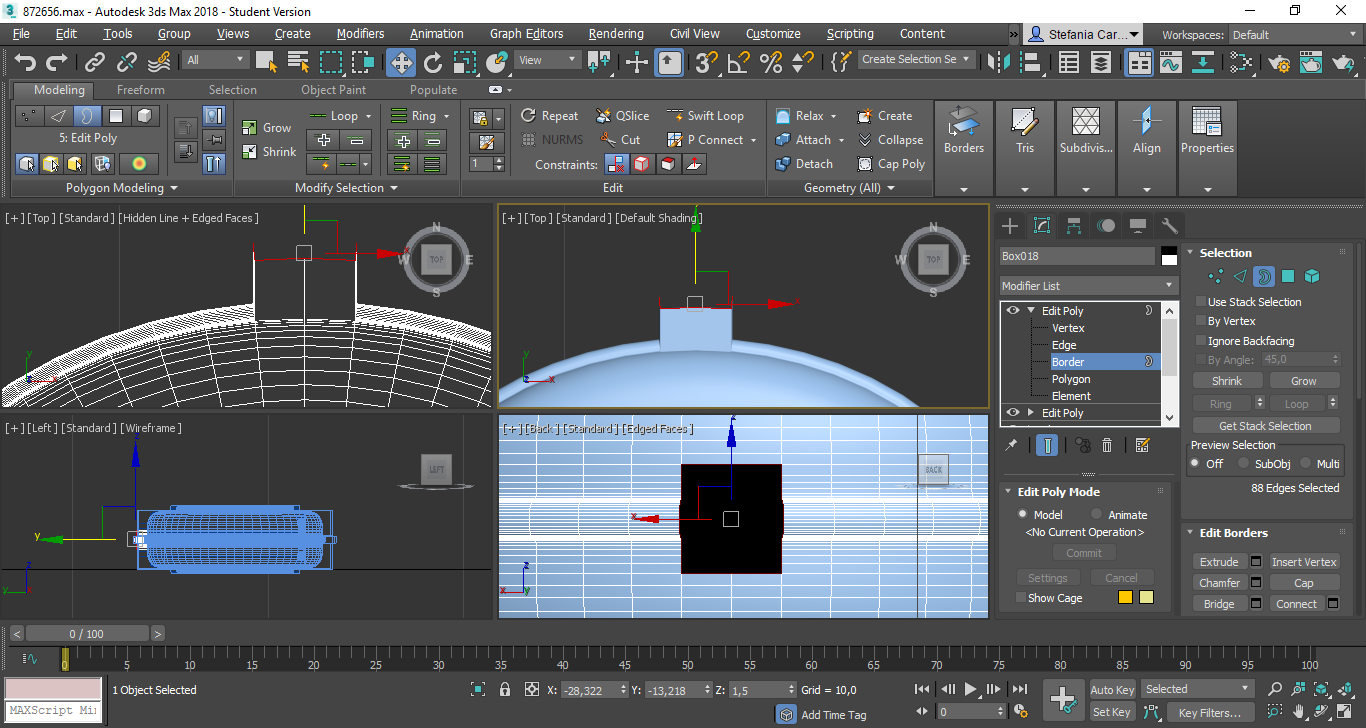 872656.max - Autodesk 3ds Max 2018 - Student Version
File Edit Tools Group Views Create Modifiers Animation Graph Editors Rendering Civil View Customize Scripting Content » Stefania Car... Workspaces: Default
All View Create Selection Se
Modeling Freeform Selection Object Paint Populate
5: Edit Poly
Polygon Modeling
Grow
Shrink
Loop
Ring
Modify Selection
1
Repeat QSlice Swift Loop
NURMS Cut P Connect
Constraints:
Edit
Relax Create
Attach Collapse
Detach Cap Poly
Geometry (All)
Borders Tris Subdivis... Align Properties
[+] [Top] [Standard] [Hidden Line + Edged Faces]
N
W TOP E
S
y
x
[+] [Top] [Standard] [Default Shading]
N
W TOP E
S
x
y
z x
[+] [Left] [Standard] [Wireframe]
z
LEFT
y
z
y
[+] [Back] [Standard] [Edged Faces]
z
BACK
x
z
x y
Box018
Modifier List
Edit Poly
Vertex
Edge
Border
Polygon
Element
Edit Poly
Edit Poly Mode
Model Animate
<No Current Operation>
Commit
Settings Cancel
Show Cage
Selection
Use Stack Selection
By Vertex
Ignore Backfacing
By Angle: 45,0
Shrink Grow
Ring Loop
Get Stack Selection
Preview Selection
Off SubObj Multi
88 Edges Selected
Edit Borders
Extrude Insert Vertex
Chamfer Cap
Bridge Connect
< 0 / 100 >
0 5 10 15 20 25 30 35 40 45 50 55 60 65 70 75 80 85 90 95 100
1 Object Selected
X: -28,322 Y: -13,218 Z: 1,5 Grid = 10,0
Add Time Tag
MAXScript Mi
0
Auto Key Selected
Set Key Key Filters...